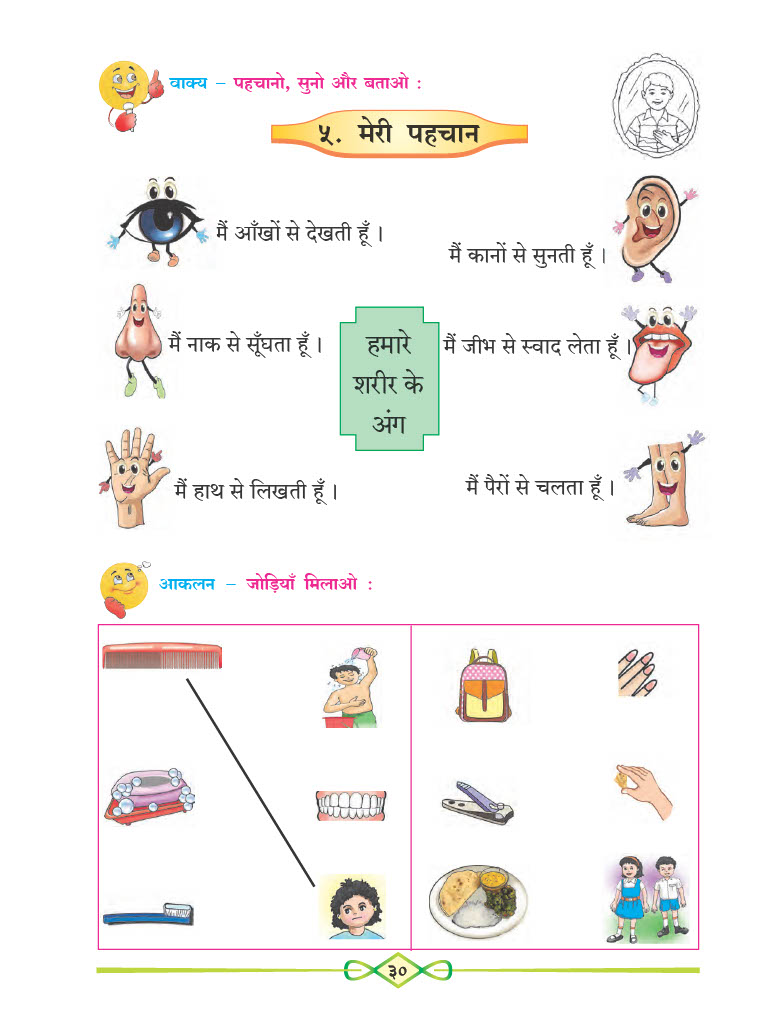 वाक्य – पहचानो, सुनो और बताओ :
५. मेरी पहचान
मैं आँखों से देखती हूँ ।
मैं कानों से सुनती हूँ ।
मैं नाक से सूँघता हूँ ।
हमारे
शरीर के
अंग
मैं जीभ से स्वाद लेता हूँ ।
मैं हाथ से लिखती हूँ ।
मैं पैरों से चलता हूँ ।
आकलन – जोड़ियाँ मिलाओ :
३०